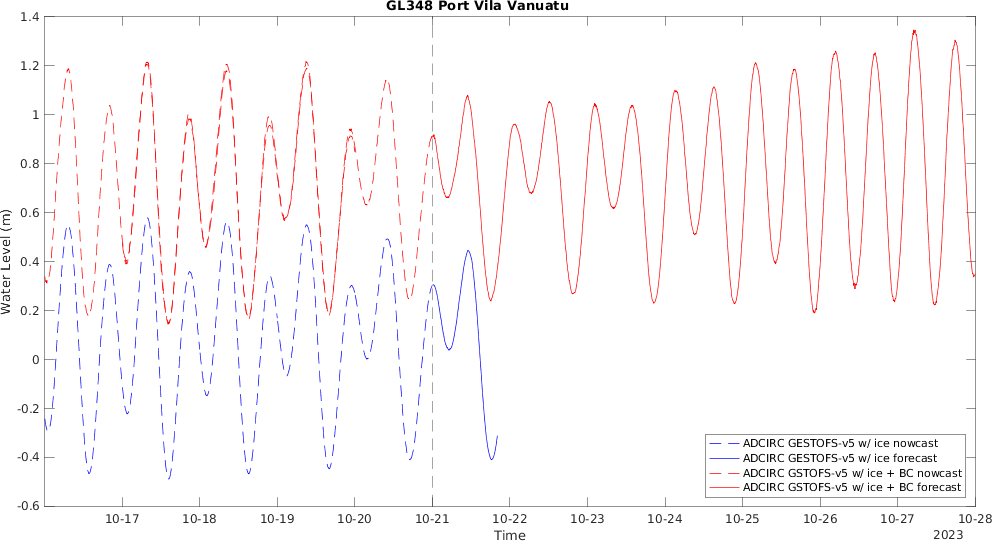 GL348 Port Vila Vanuatu
1.4
1.2
1
0.8
0.6
0.4
0.2
0
-0.2
-0.4
-0.6
Water Level (m)
ADCIRC GESTOFS-v5 w/ ice nowcast
ADCIRC GESTOFS-v5 w/ ice forecast
ADCIRC GSTOFS-v5 w/ ice + BC nowcast
ADCIRC GSTOFS-v5 w/ ice + BC forecast
10-17 10-18 10-19 10-20 10-21 10-22 10-23 10-24 10-25 10-26 10-27 10-28
Time
2023